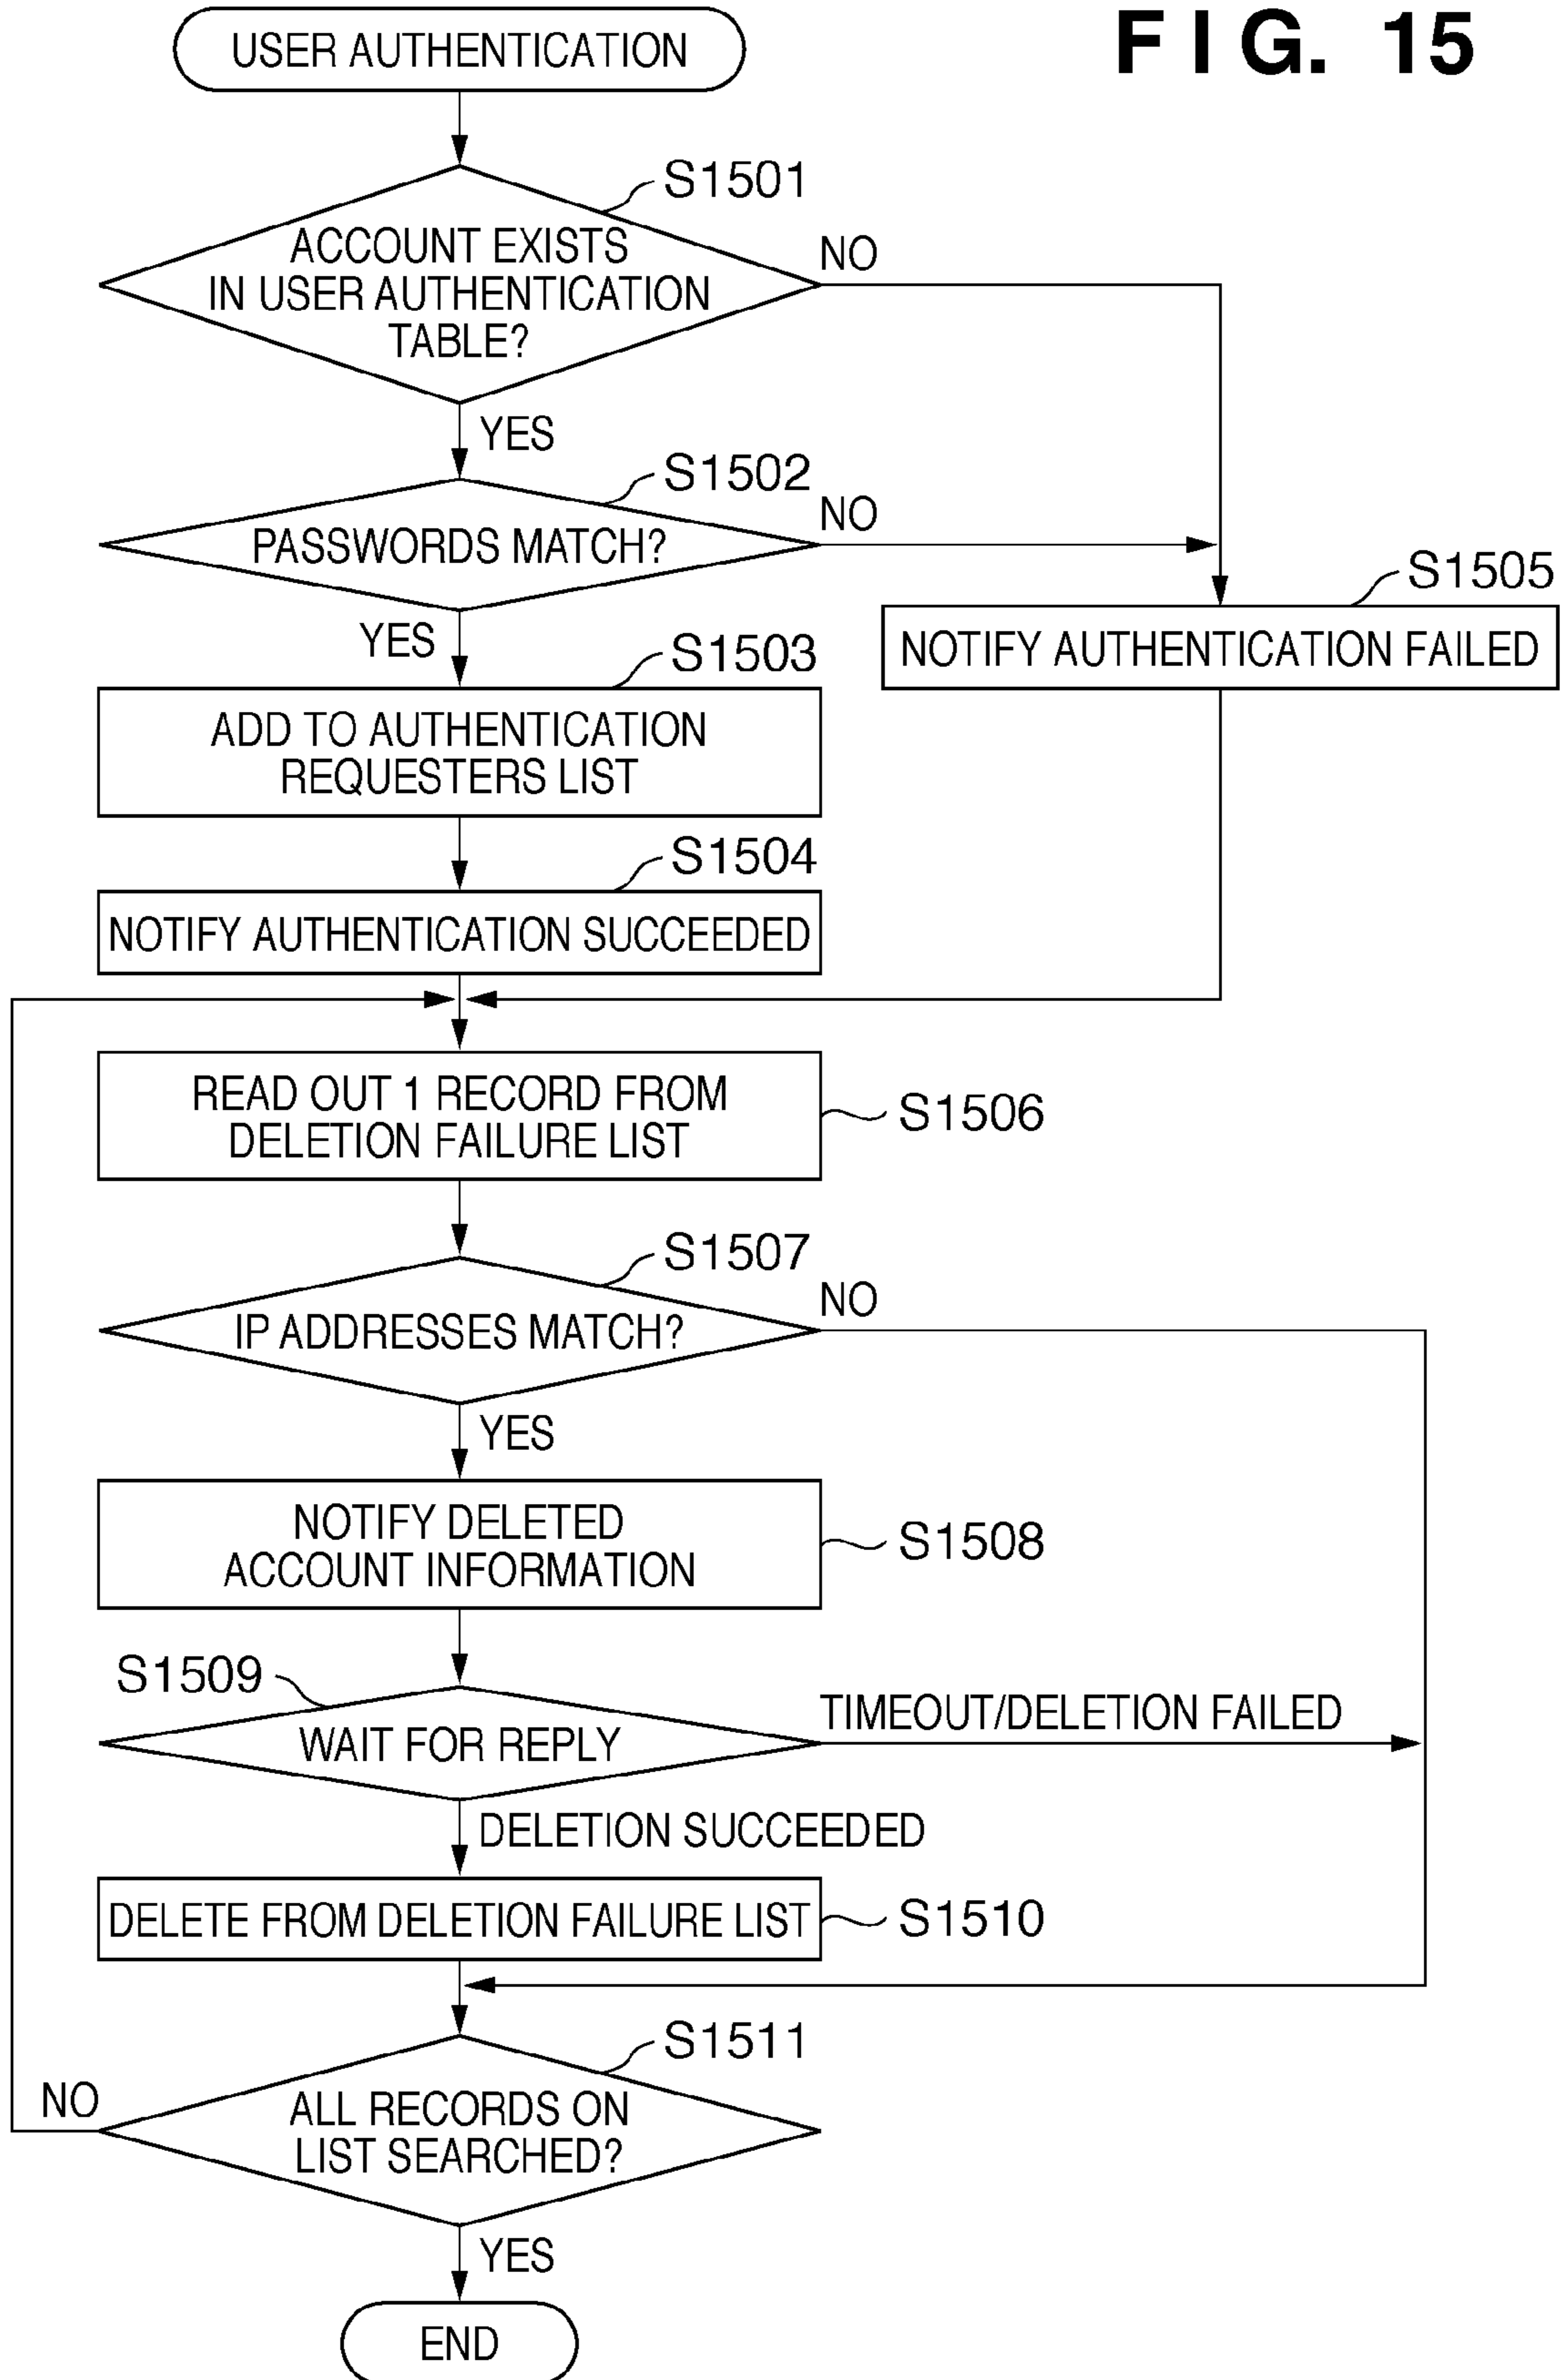 FIG. 15
USER AUTHENTICATION
S1501
ACCOUNT EXISTS
IN USER AUTHENTICATION
TABLE?
NO
YES
S1502
PASSWORDS MATCH?
NO
YES
S1505
NOTIFY AUTHENTICATION FAILED
S1503
ADD TO AUTHENTICATION
REQUESTERS LIST
S1504
NOTIFY AUTHENTICATION SUCCEEDED
READ OUT 1 RECORD FROM
DELETION FAILURE LIST
S1506
S1507
IP ADDRESSES MATCH?
NO
YES
NOTIFY DELETED
ACCOUNT INFORMATION
S1508
S1509
WAIT FOR REPLY
TIMEOUT/DELETION FAILED
DELETION SUCCEEDED
DELETE FROM DELETION FAILURE LIST
S1510
S1511
ALL RECORDS ON
LIST SEARCHED?
NO
YES
END